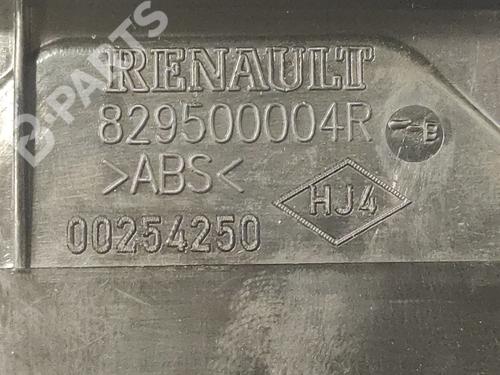 B-PARTS
RENAULT
829500004R
>ABS<
HJ4
00254250